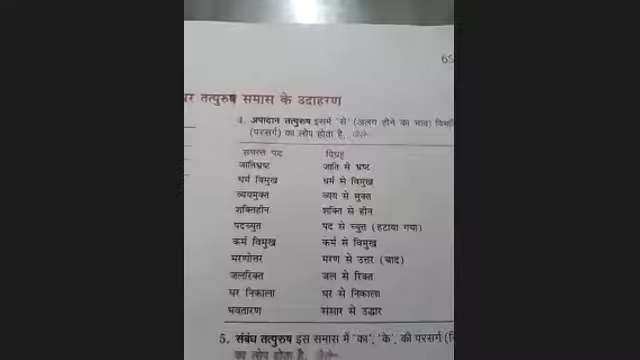 65
तत्पुरुष समास के उदाहरण
4. अपादान तत्पुरुष इसमें 'से' (अलग होने का भाव)
(परसर्ग) का लोप होता है, जैसे-
समस्त पद विग्रह
जातिभ्रष्ट जाति से भ्रष्ट
धर्म विमुख धर्म से विमुख
व्ययमुक्त व्यय से मुक्त
शक्तिहीन शक्ति से हीन
पदच्युत पद से च्युत (हटाया गया)
कर्म विमुख कर्म से विमुख
मरणोत्तर मरण से उत्तर (बाद)
जलरिक्त जल से रिक्त
घर निकाला घर से निकाला
भवतारण संसार से उद्धार
5. संबंध तत्पुरुष इस समास में 'का', 'के', की परसर्ग
का लोप होता है, जैसे-